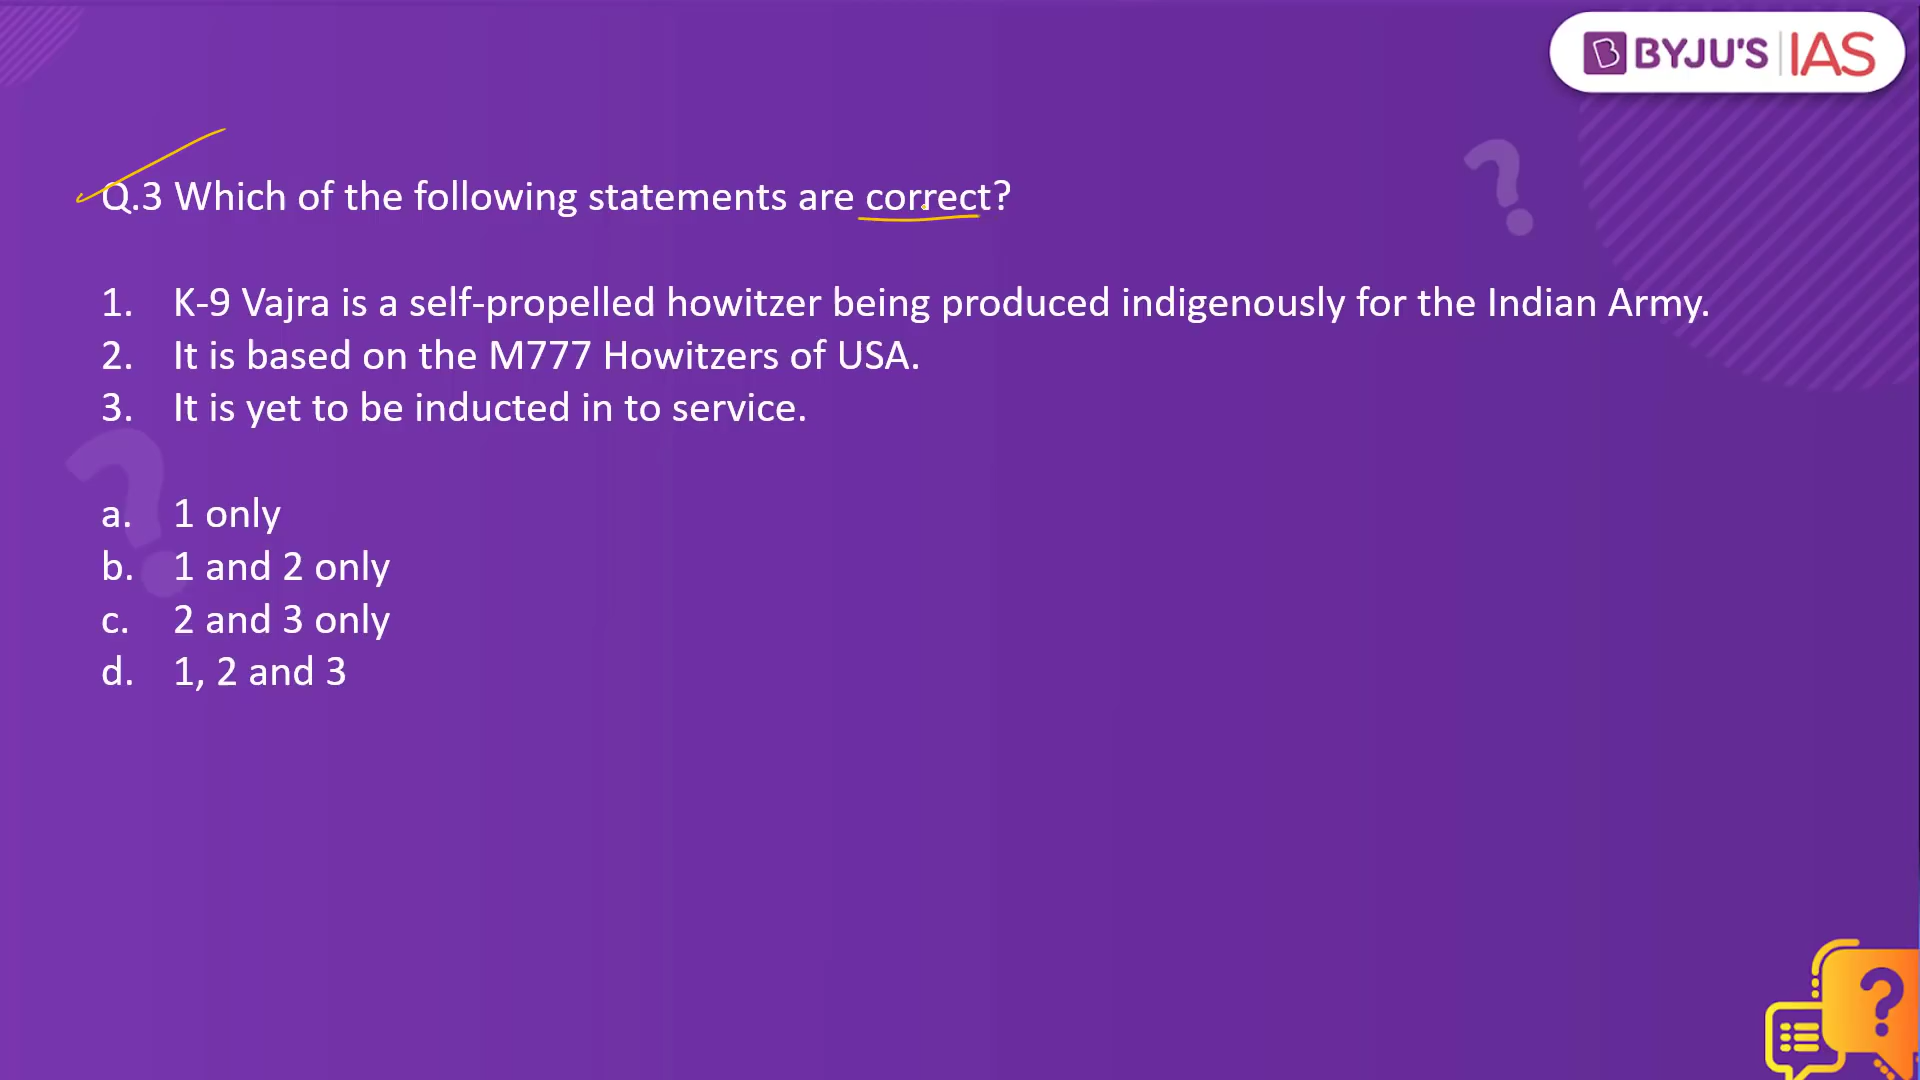 BYJU'S IAS
Q.3 Which of the following statements are correct?
1. K-9 Vajra is a self-propelled howitzer being produced indigenously for the Indian Army.
2. It is based on the M777 Howitzers of USA.
3. It is yet to be inducted in to service.
a. 1 only
b. 1 and 2 only
c. 2 and 3 only
d. 1, 2 and 3